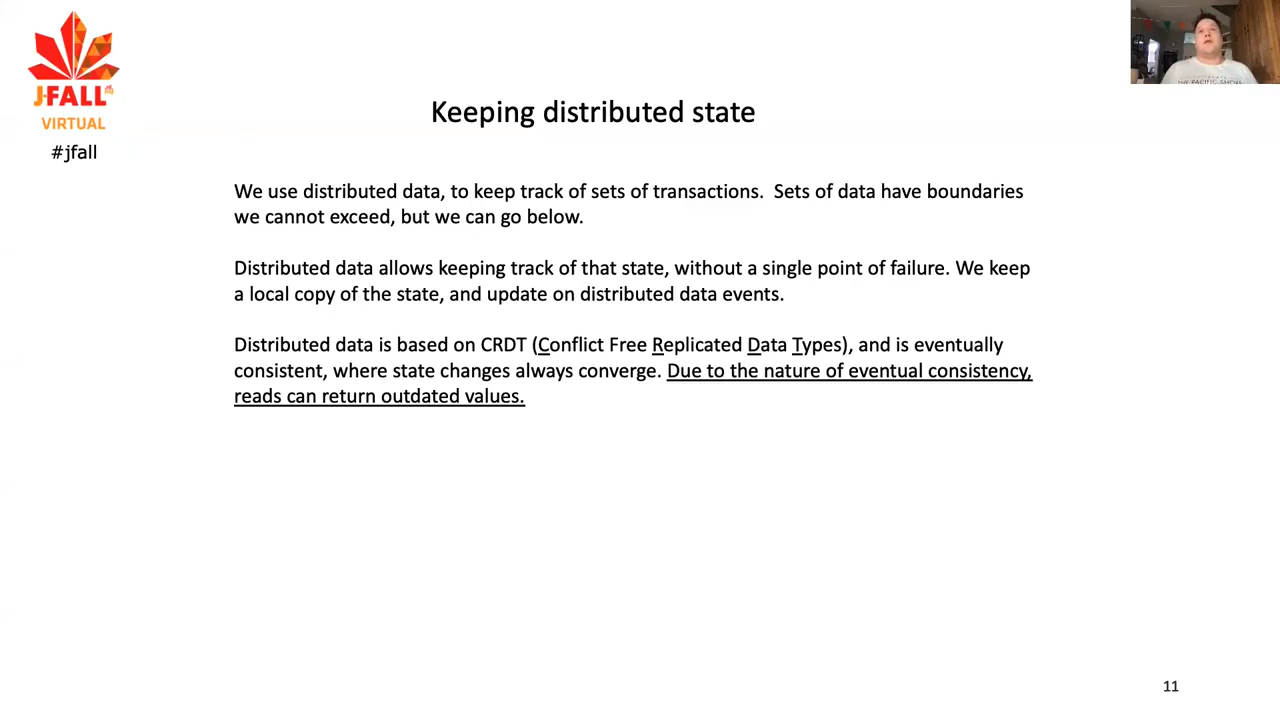 J-FALL
VIRTUAL
#jfall
THE PACIFIC SHORE
Keeping distributed state
We use distributed data, to keep track of sets of transactions. Sets of data have boundaries
we cannot exceed, but we can go below.
Distributed data allows keeping track of that state, without a single point of failure. We keep
a local copy of the state, and update on distributed data events.
Distributed data is based on CRDT (Conflict Free Replicated Data Types), and is eventually
consistent, where state changes always converge. Due to the nature of eventual consistency,
reads can return outdated values.
11